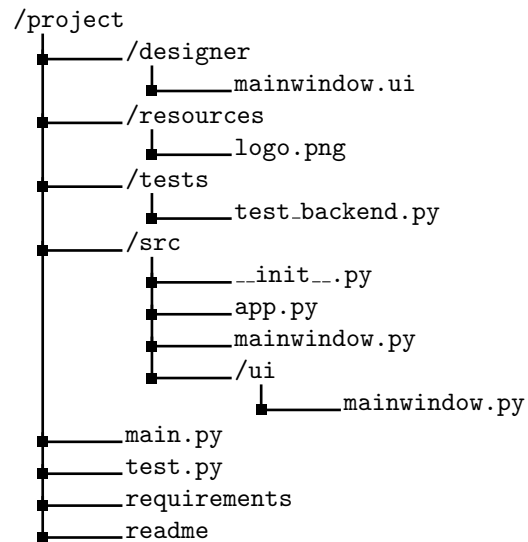 /project
/designer
mainwindow.ui
/resources
logo.png
/tests
test_backend.py
/src
__init__.py
app.py
mainwindow.py
/ui
mainwindow.py
main.py
test.py
requirements
readme